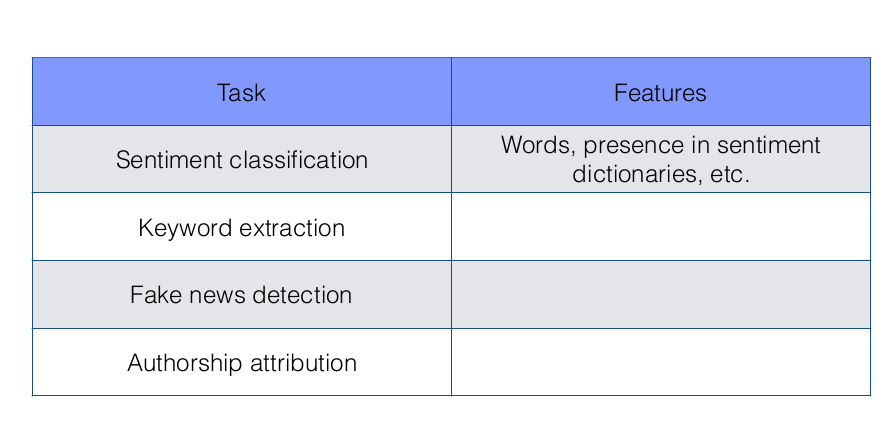 Task
Features
Sentiment classification
Words, presence in sentiment
dictionaries, etc.
Keyword extraction
Fake news detection
Authorship attribution